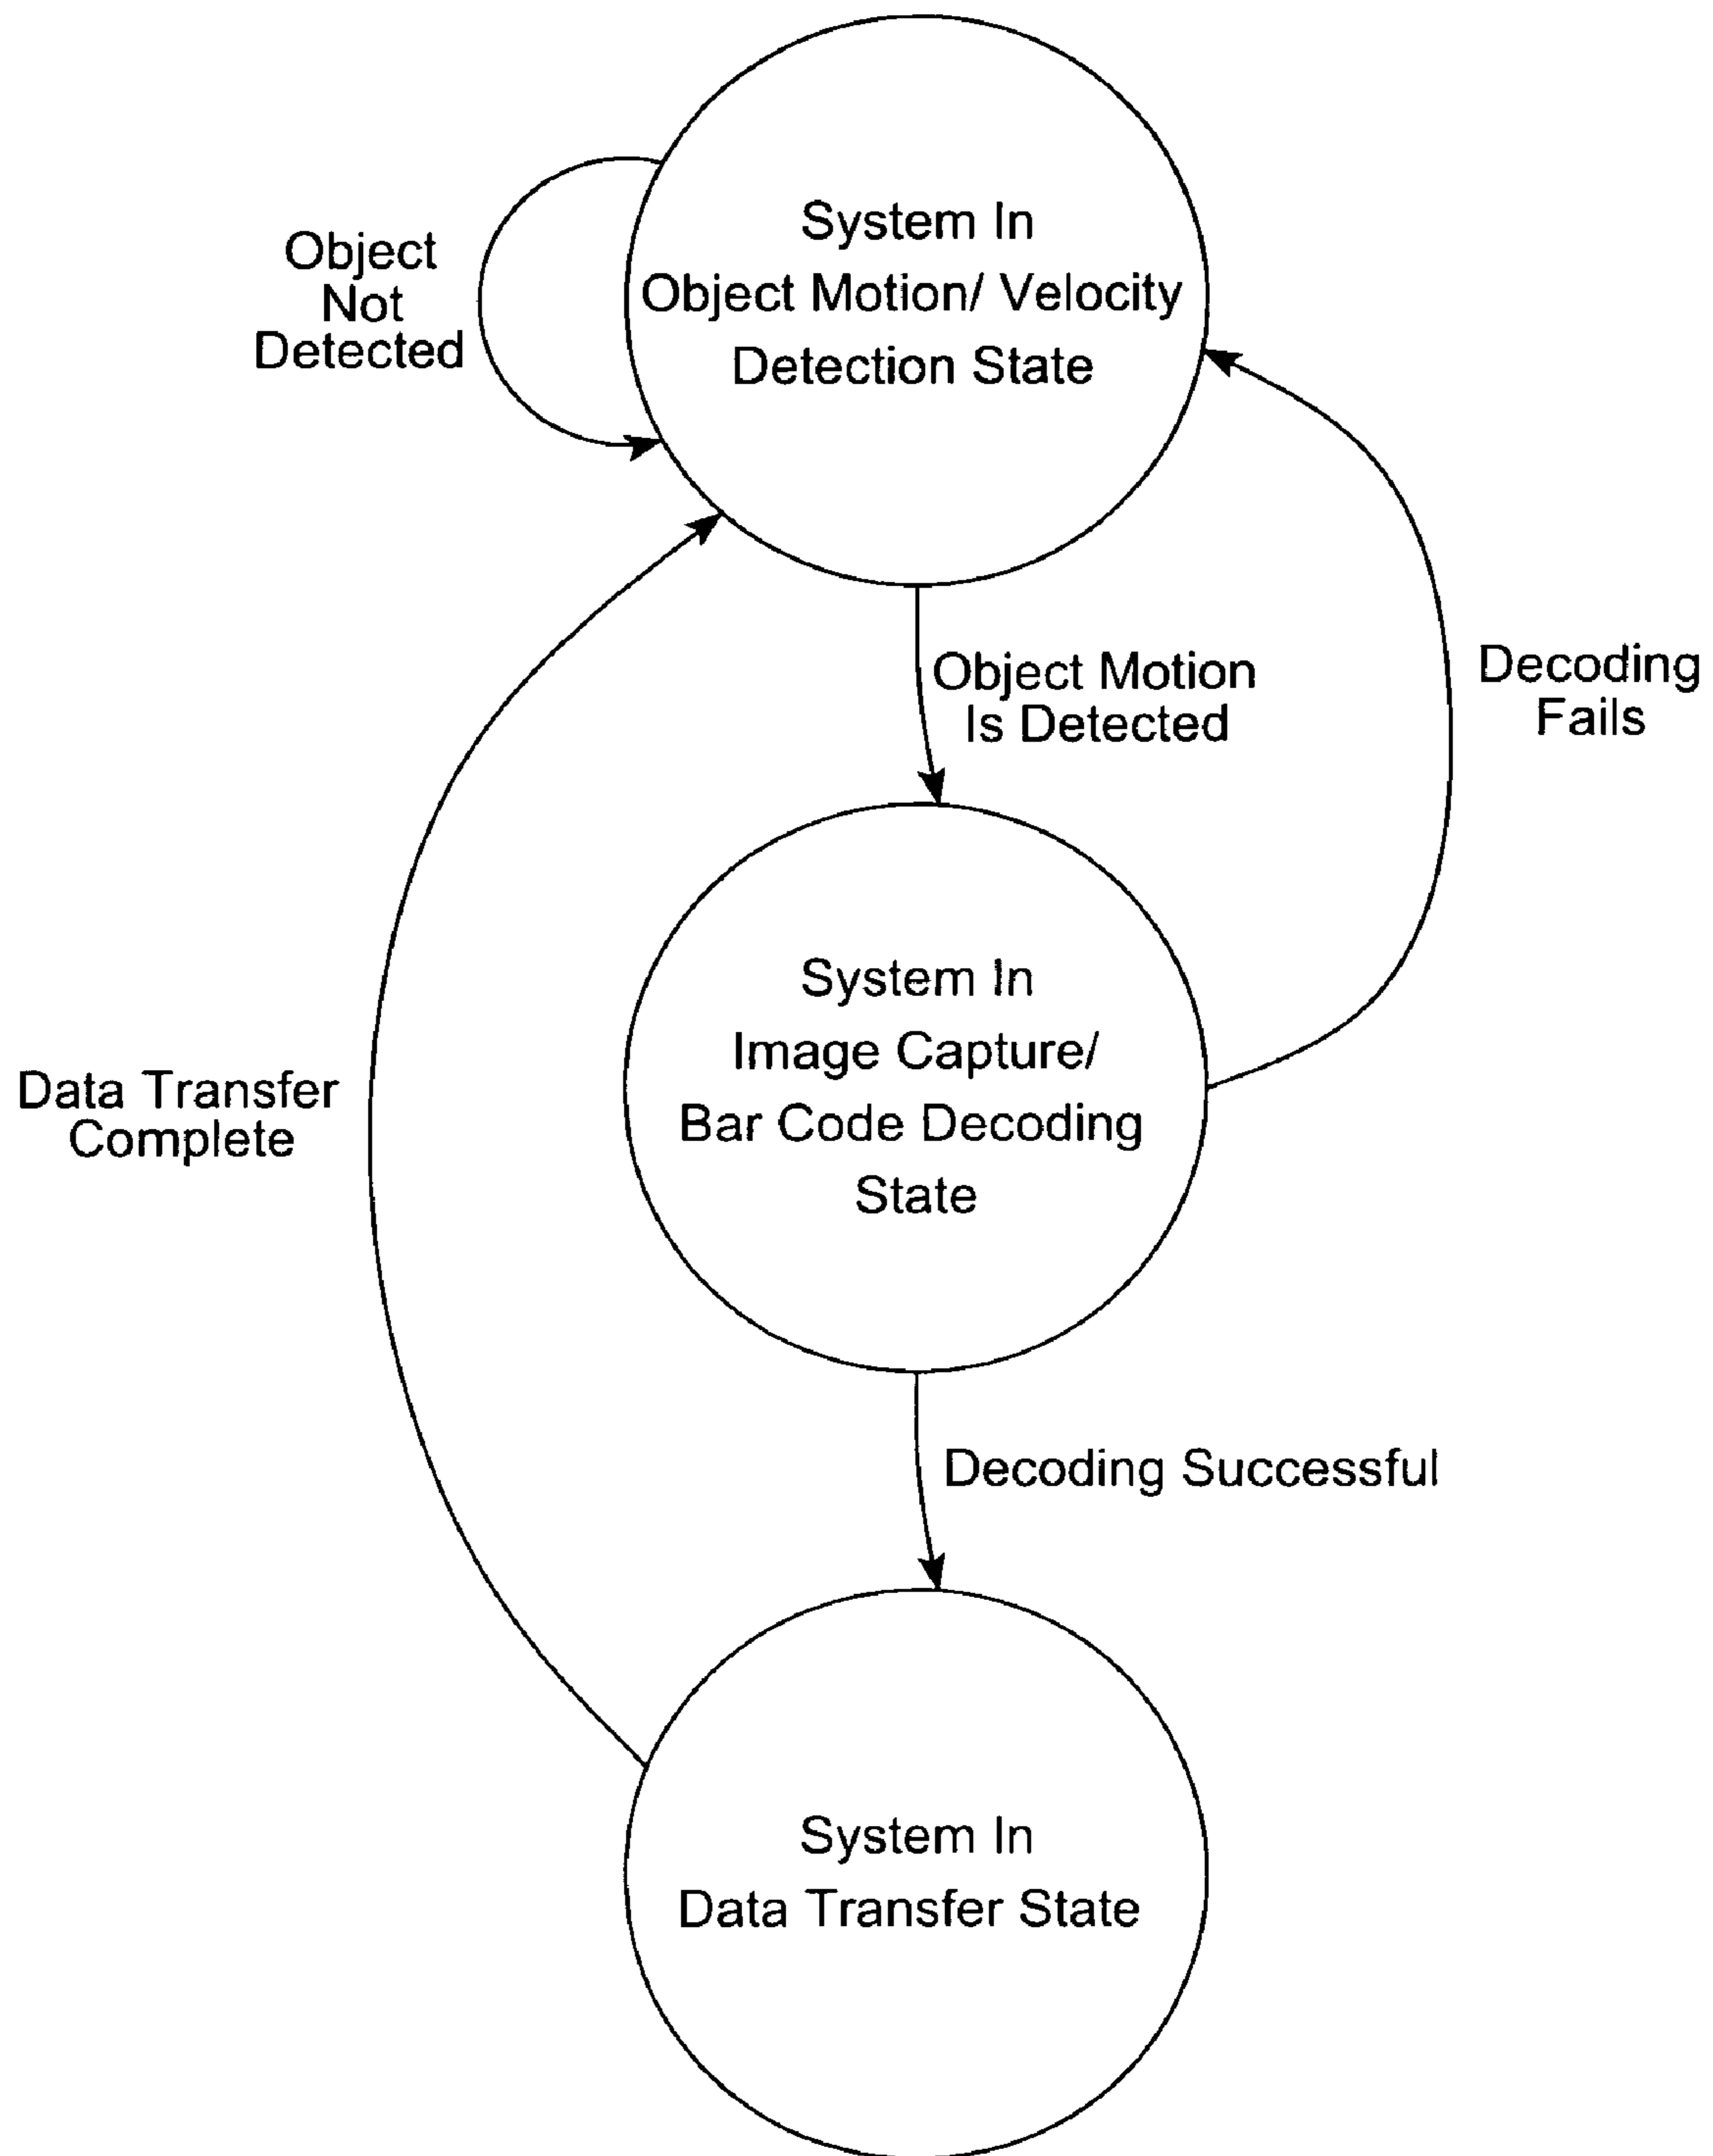 System In
Object Motion/ Velocity
Detection State
Object
Not
Detected
Object Motion
Is Detected
Decoding
Fails
System In
Image Capture/
Bar Code Decoding
State
Data Transfer
Complete
Decoding Successful
System In
Data Transfer State